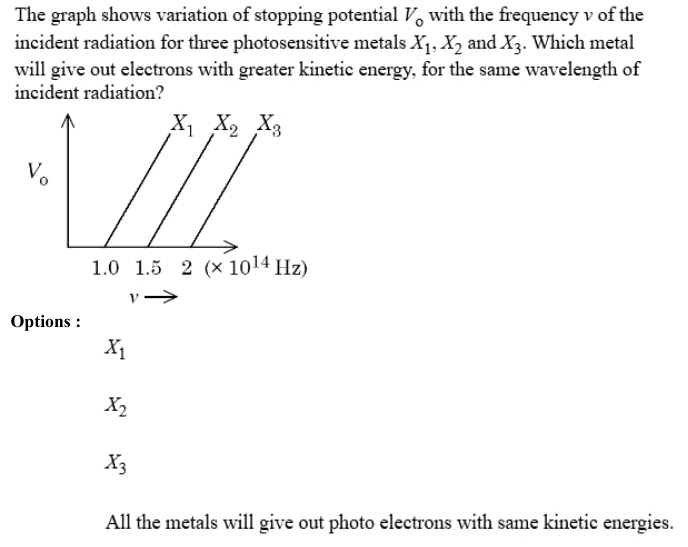 The graph shows variation of stopping potential V₀ with the frequency ν of the
incident radiation for three photosensitive metals X₁, X₂ and X₃. Which metal
will give out electrons with greater kinetic energy, for the same wavelength of
incident radiation?
X₁ X₂ X₃
V₀
1.0 1.5 2 (× 10¹⁴ Hz)
ν
Options :
X₁
X₂
X₃
All the metals will give out photo electrons with same kinetic energies.